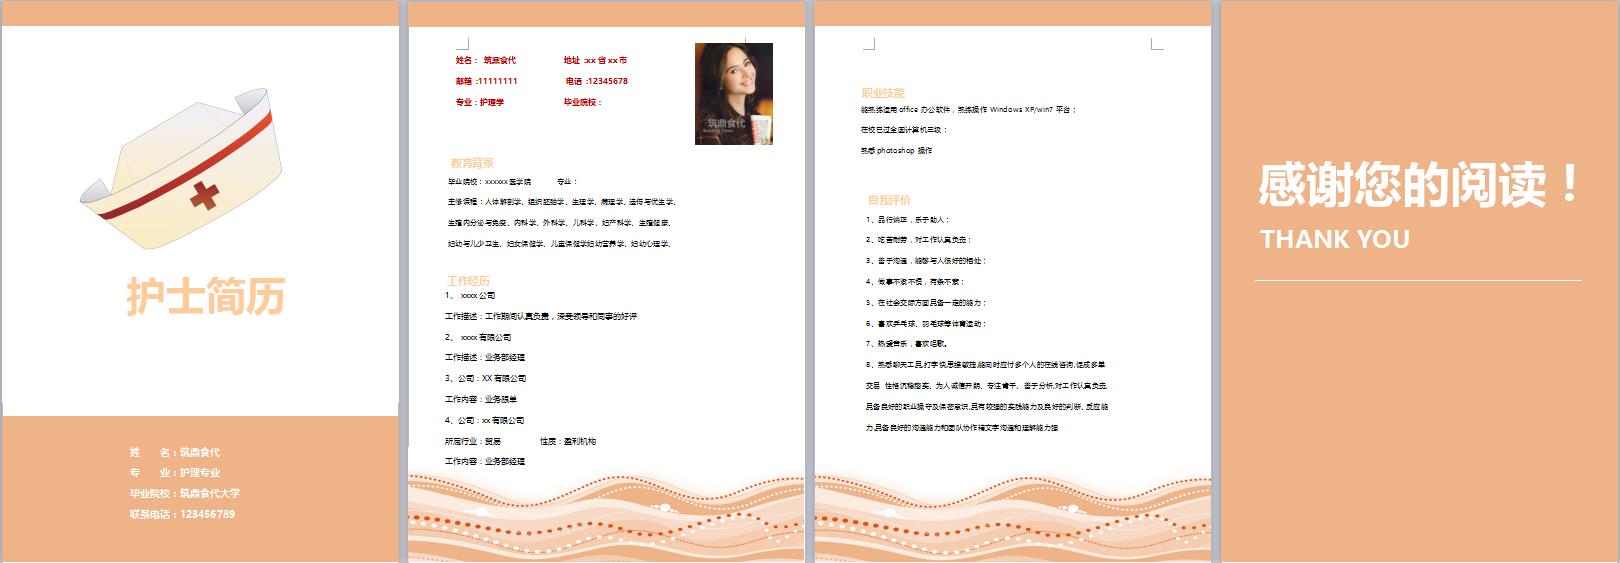 护士简历
姓 名：筑鼎食代
专 业：护理专业
毕业院校：筑鼎食代大学
联系电话：123456789
姓名： 筑鼎食代 地址 :xx 省 xx 市
邮箱 :11111111 电话 :12345678
专业：护理学 毕业院校：
筑鼎食代
教育背景
毕业院校：xxxxxx 医学院 专业：
主修课程：人体解剖学、组织胚胎学、生理学、病理学、遗传与优生学、
生殖内分泌与免疫、内科学、外科学、儿科学、妇产科学、生殖健康、
妇幼与儿少卫生、妇女保健学、儿童保健学妇幼营养学、妇幼心理学、
工作经历
1、 xxxx 公司
工作描述：工作期间认真负责，深受领导和同事的好评
2、 xxxx 有限公司
工作描述：业务部经理
3、公司：XX 有限公司
工作内容：业务跟单
4、公司：xx 有限公司
所属行业：贸易 性质：盈利机构
工作内容：业务部经理
职业技能
能熟练运用 office 办公软件，熟练操作 Windows XP/win7 平台；
在校已过全国计算机三级；
熟悉 photoshop 操作
自我评价
1、品行端正，乐于助人；
2、吃苦耐劳，对工作认真负责；
3、善于沟通，能够与人很好的相处；
4、做事不浚不慢，有条不紊；
5、在社会交际方面具备一定的能力；
6、喜欢乒乓球、羽毛球等体育运动；
7、热爱音乐，喜欢唱歌。
8、熟悉聊天工具,打字快,思维敏捷,能同时应付多个人的在线咨询,促成多单
交易 性格沉稳踏实、为人诚信开朗、专注肯干、善于分析,对工作认真负责,
具备良好的职业操守及保密意识,具有较强的实践能力及良好的判断、反应能
力,具备良好的沟通能力和团队协作精文字沟通和理解能力强
感谢您的阅读！
THANK YOU